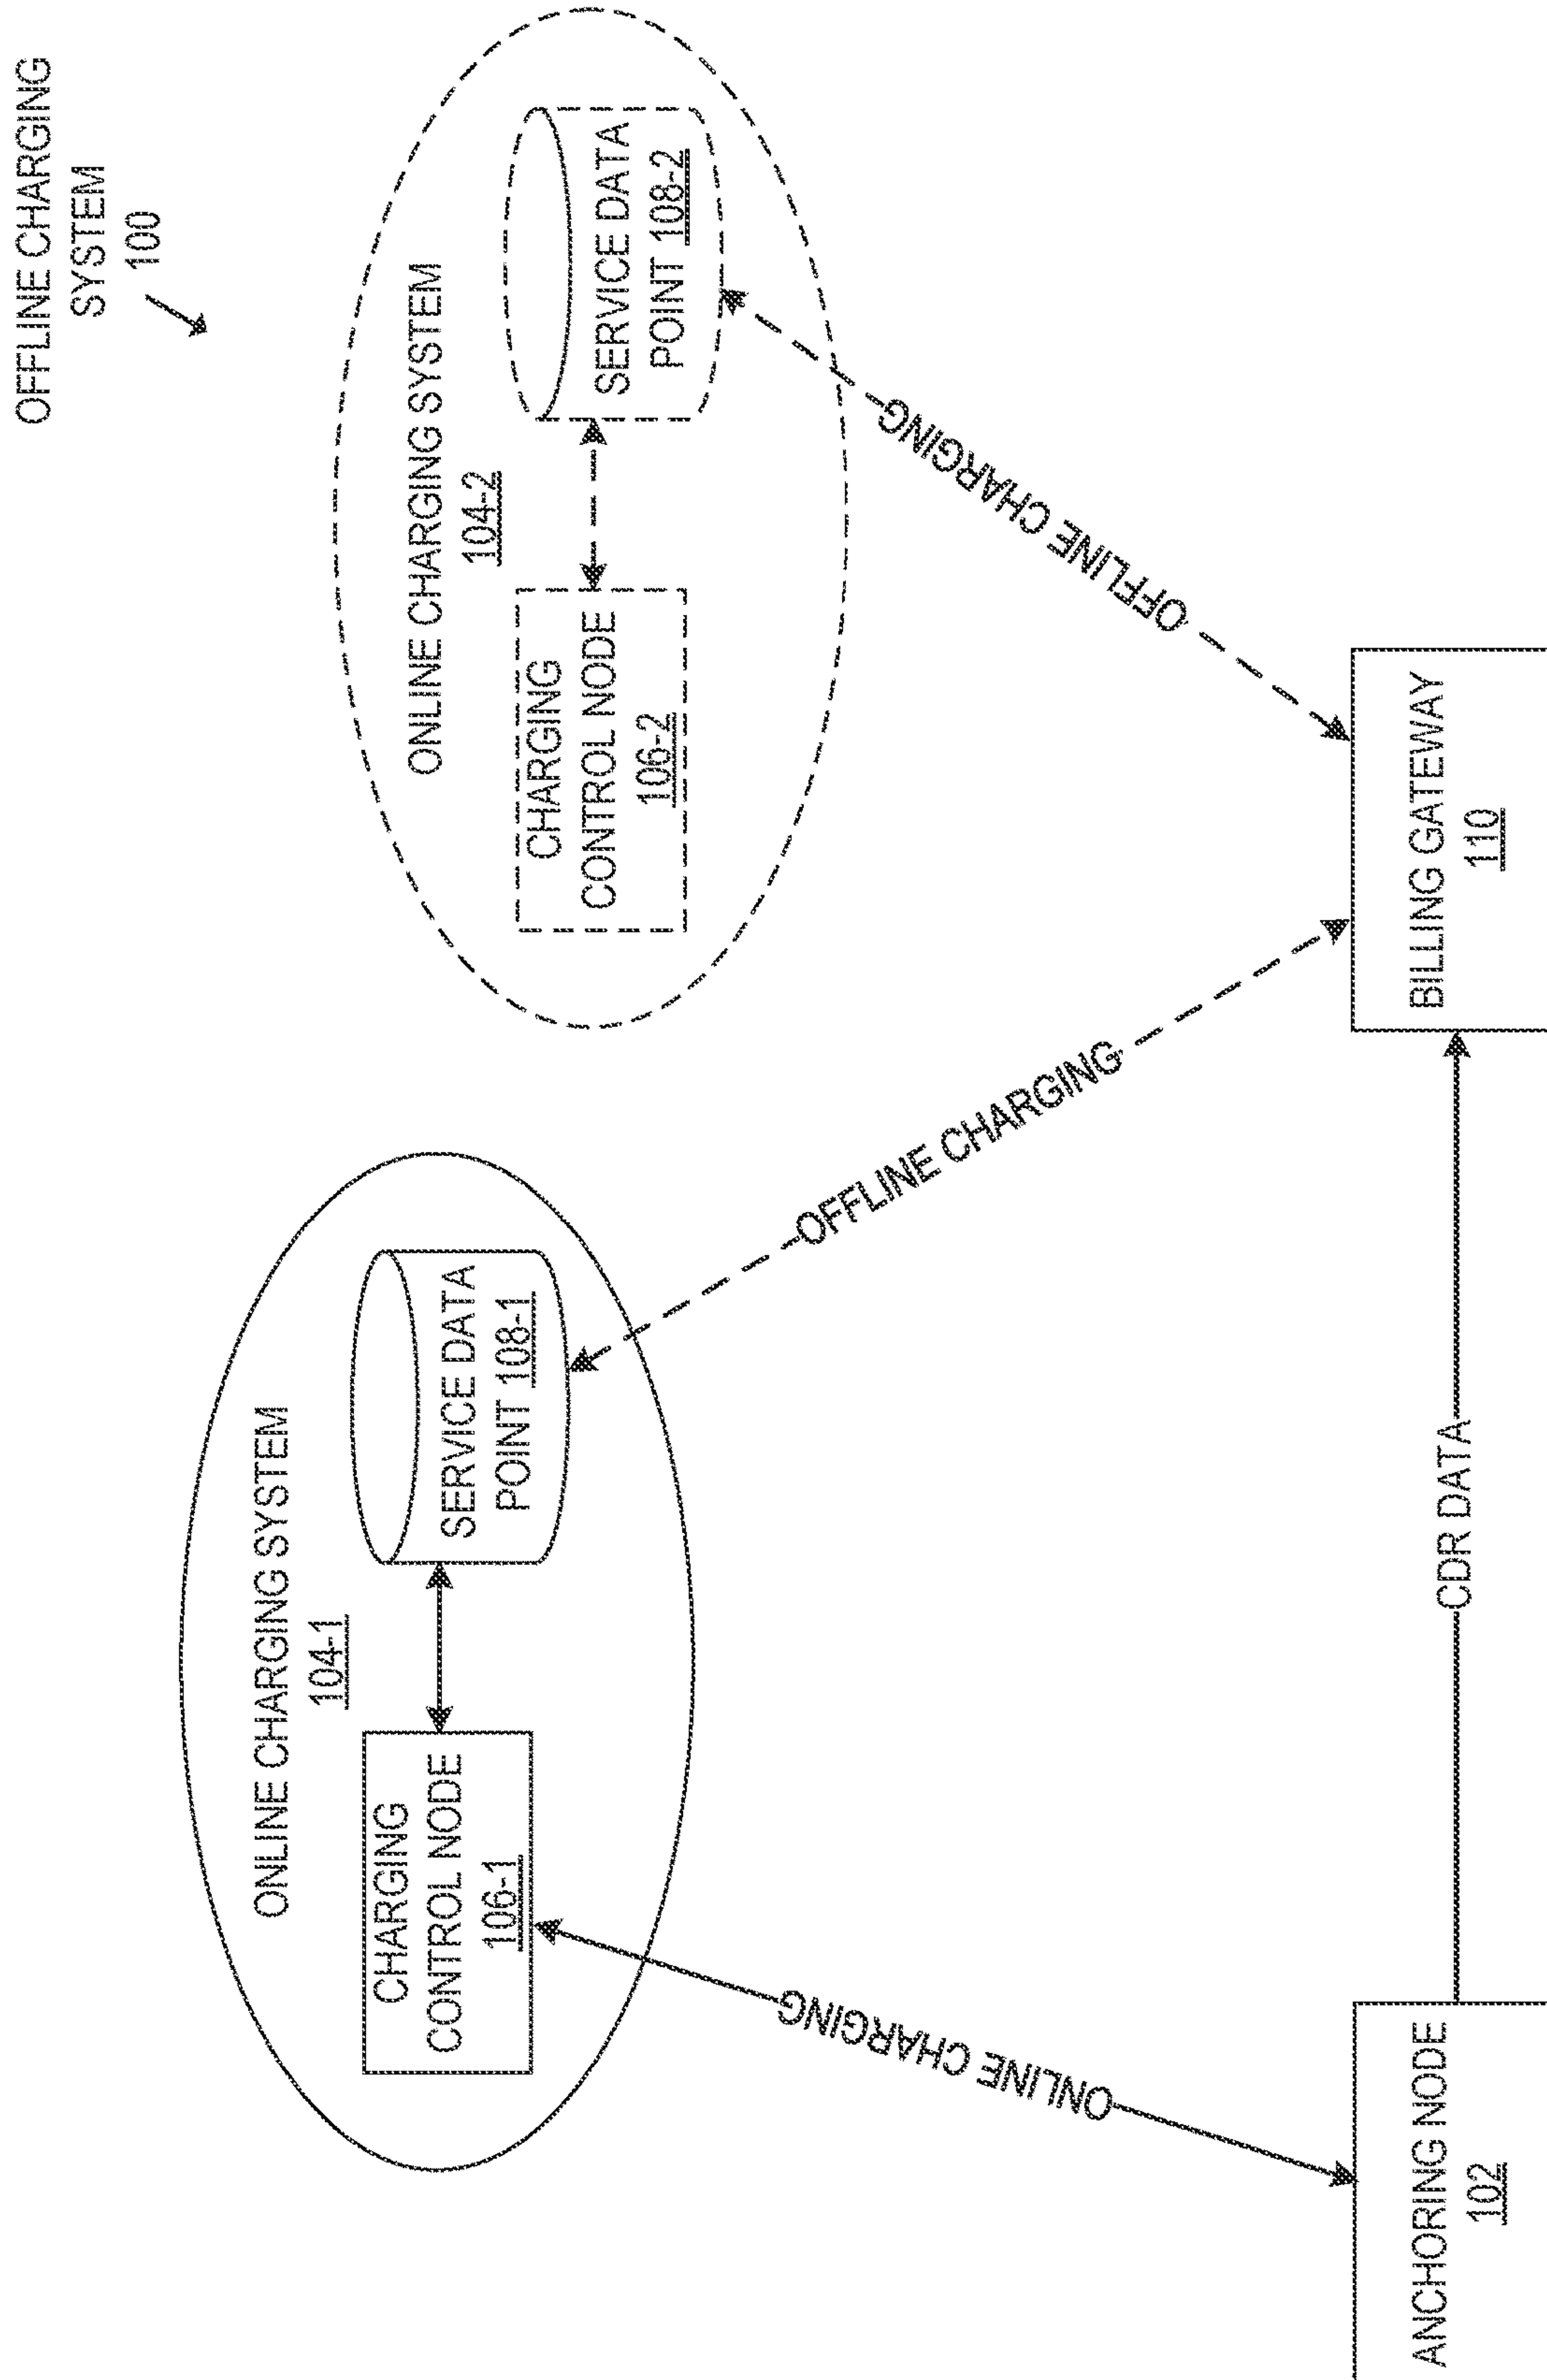 OFFLINE CHARGING
SYSTEM
100
ONLINE CHARGING SYSTEM
104-1
CHARGING
CONTROL NODE
106-1
SERVICE DATA
POINT 108-1
ONLINE CHARGING SYSTEM
104-2
CHARGING
CONTROL NODE
106-2
SERVICE DATA
POINT 108-2
ONLINE CHARGING
OFFLINE CHARGING
OFFLINE CHARGING
ANCHORING NODE
102
CDR DATA
BILLING GATEWAY
110